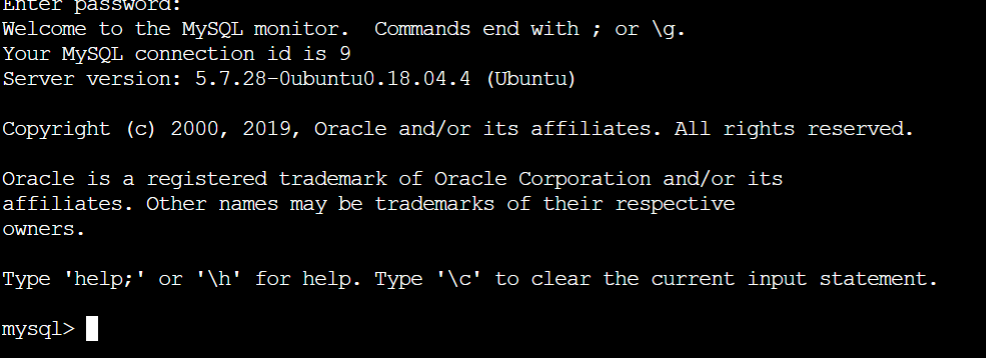 Enter password:
Welcome to the MySQL monitor.  Commands end with ; or \g.
Your MySQL connection id is 9
Server version: 5.7.28-0ubuntu0.18.04.4 (Ubuntu)
Copyright (c) 2000, 2019, Oracle and/or its affiliates. All rights reserved.
Oracle is a registered trademark of Oracle Corporation and/or its
affiliates. Other names may be trademarks of their respective
owners.
Type 'help;' or '\h' for help. Type '\c' to clear the current input statement.
mysql>